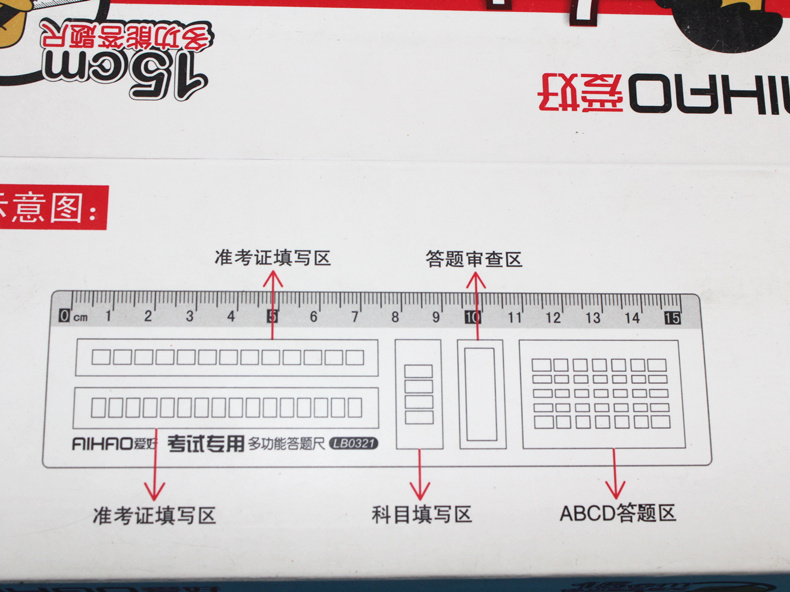 15cm
多功能答题尺
AIHAO爱好
示意图：
准考证填写区
答题审查区
0 cm 1 2 3 4 5 6 7 8 9 10 11 12 13 14 15
AIHAO爱好 考试专用 多功能答题尺 LB0321
准考证填写区
科目填写区
ABCD答题区